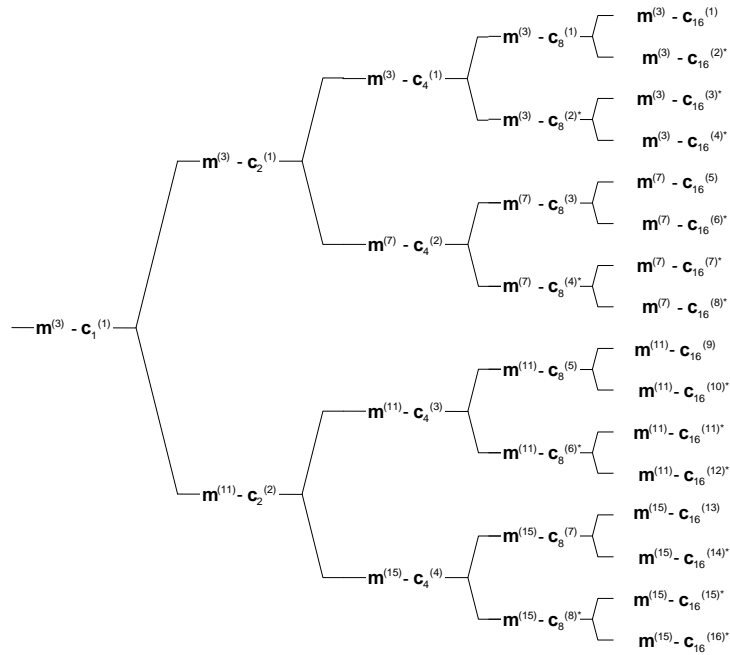 m(3) - c16(1)
m(3) - c8(1)
m(3) - c16(2)*
m(3) - c4(1)
m(3) - c16(3)*
m(3) - c8(2)*
m(3) - c16(4)*
m(3) - c2(1)
m(7) - c16(5)
m(7) - c8(3)
m(7) - c16(6)*
m(7) - c4(2)
m(7) - c16(7)*
m(7) - c8(4)*
m(7) - c16(8)*
m(3) - c1(1)
m(11) - c16(9)
m(11) - c8(5)
m(11) - c16(10)*
m(11) - c4(3)
m(11) - c16(11)*
m(11) - c8(6)*
m(11) - c16(12)*
m(11) - c2(2)
m(15) - c16(13)
m(15) - c8(7)
m(15) - c16(14)*
m(15) - c4(4)
m(15) - c16(15)*
m(15) - c8(8)*
m(15) - c16(16)*